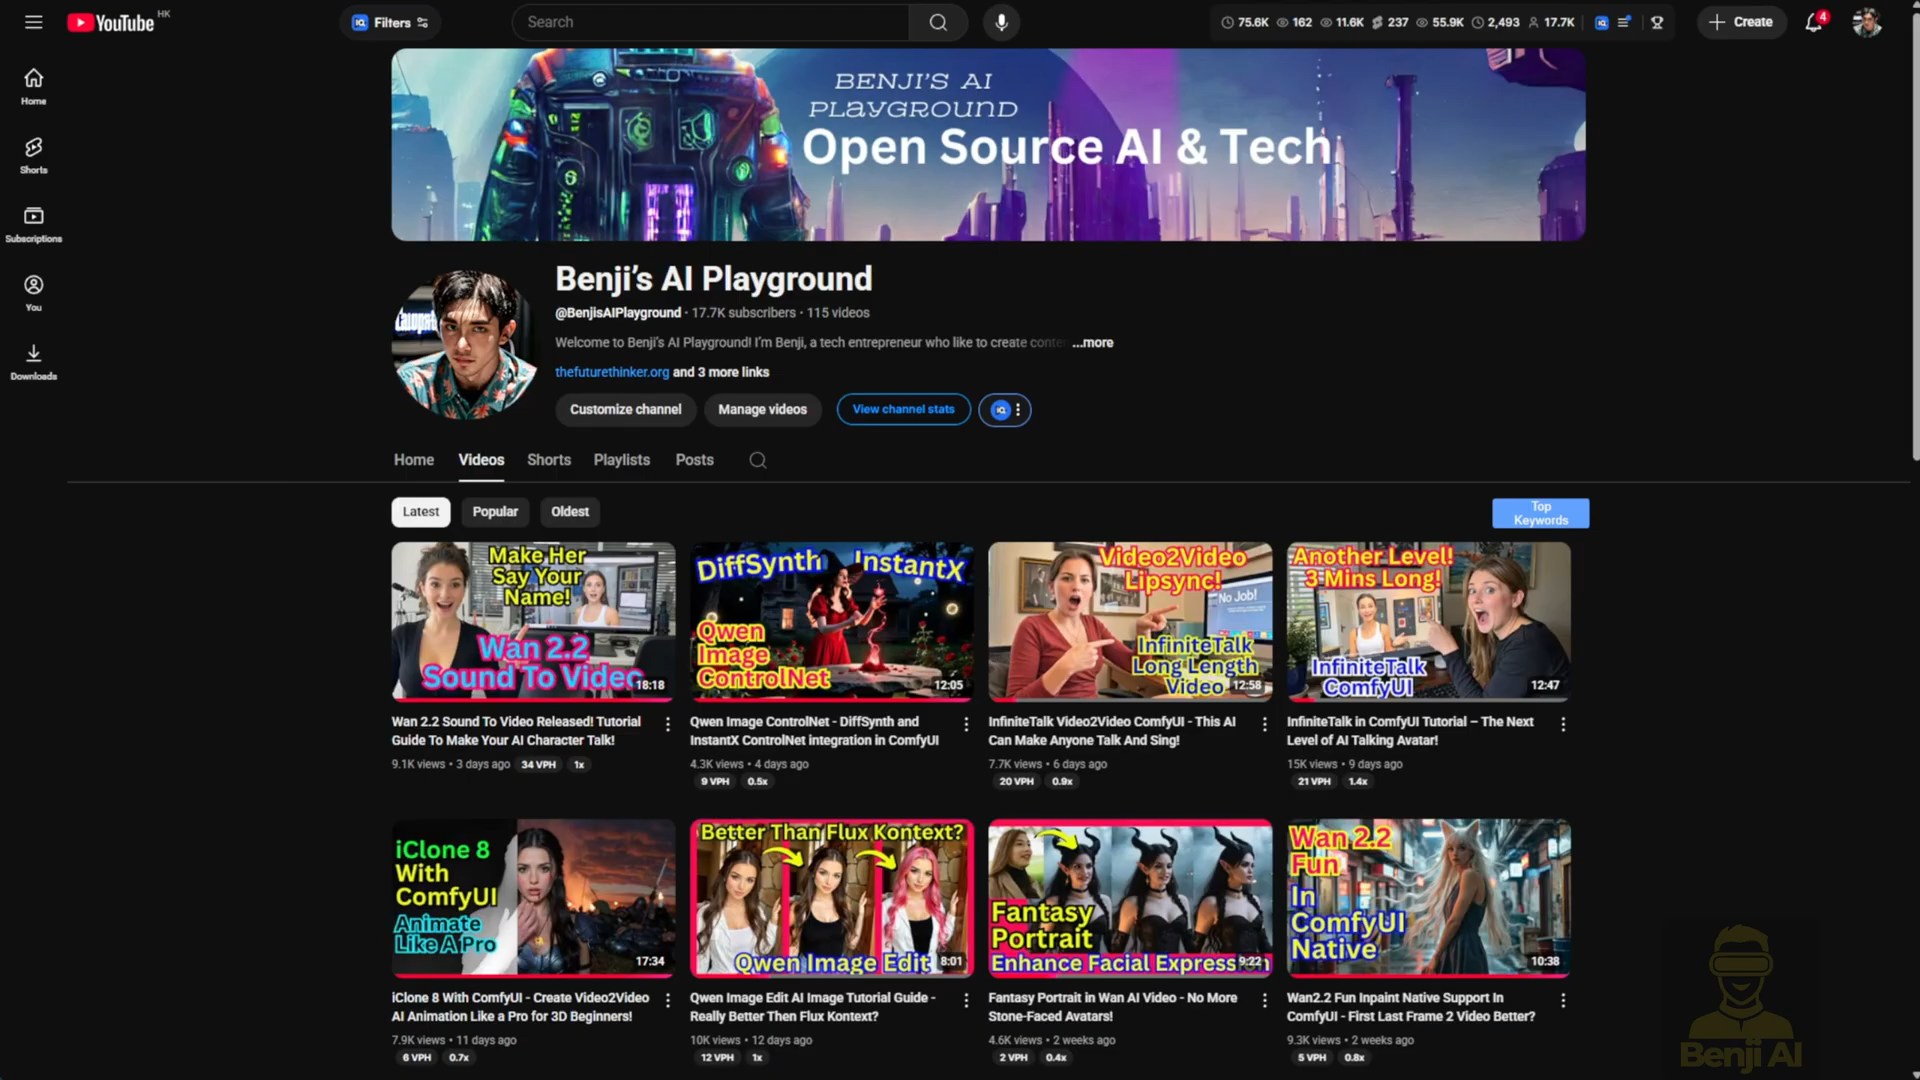 YouTube HK
Filters
Search
75.6K 162 11.6K 237 55.9K 2,493 17.7K
Create
4
Home
Shorts
Subscriptions
You
Downloads
BENJI'S AI
PLAYGROUND
Open Source AI & Tech
Benji's AI Playground
@BenjisAIPlayground · 17.7K subscribers · 115 videos
Welcome to Benji's AI Playground! I'm Benji, a tech entrepreneur who like to create ...more
thefuturethinker.org and 3 more links
Customize channel
Manage videos
View channel stats
Home Videos Shorts Playlists Posts
Latest Popular Oldest
Top
Keywords
Make Her
Say Your
Name!
Wan 2.2
Sound To Video
18:18
Wan 2.2 Sound To Video Released! Tutorial
Guide To Make Your AI Character Talk!
9.1K views • 3 days ago 34 VPH 1x
DiffSynth InstantX
Qwen
Image
ControlNet
12:05
Qwen Image ControlNet - DiffSynth and
InstantX ControlNet integration in ComfyUI
4.3K views • 4 days ago
9 VPH 0.5x
Video2Video
Lipsync!
No Job!
InfiniteTalk
Long Length
Video
12:58
InfiniteTalk Video2Video ComfyUI - This AI
Can Make Anyone Talk And Sing!
7.7K views • 6 days ago
20 VPH 0.9x
Another Level!
3 Mins Long!
InfiniteTalk
ComfyUI
12:47
InfiniteTalk in ComfyUI Tutorial – The Next
Level of AI Talking Avatar!
15K views • 9 days ago
21 VPH 1.4x
iClone 8
With
ComfyUI
Animate
Like A Pro
17:34
iClone 8 With ComfyUI - Create Video2Video
AI Animation Like a Pro for 3D Beginners!
7.9K views • 11 days ago
6 VPH 0.7x
Better Than Flux Kontext?
Qwen Image Edit
8:01
Qwen Image Edit AI Image Tutorial Guide -
Really Better Then Flux Kontext?
10K views • 12 days ago
12 VPH 1x
Fantasy
Portrait
Enhance Facial Expression
9:22
Fantasy Portrait in Wan AI Video - No More
Stone-Faced Avatars!
4.6K views • 2 weeks ago
2 VPH 0.4x
Wan 2.2
Fun
In
ComfyUI
Native
10:38
Wan2.2 Fun Inpaint Native Support In
ComfyUI - First Last Frame 2 Video Better?
9.3K views • 2 weeks ago
5 VPH 0.8x
Benji AI